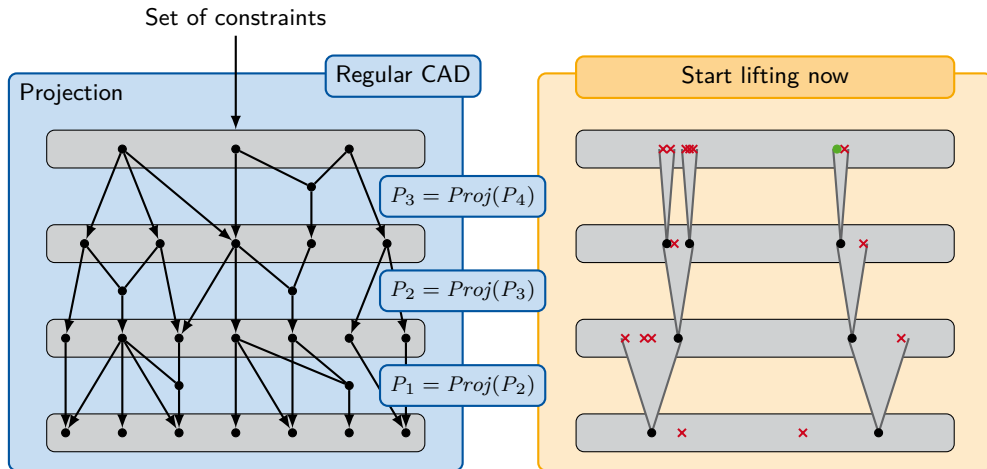 Set of constraints
Regular CAD
Projection
P₃ = Proj(P₄)
P₂ = Proj(P₃)
P₁ = Proj(P₂)
Start lifting now